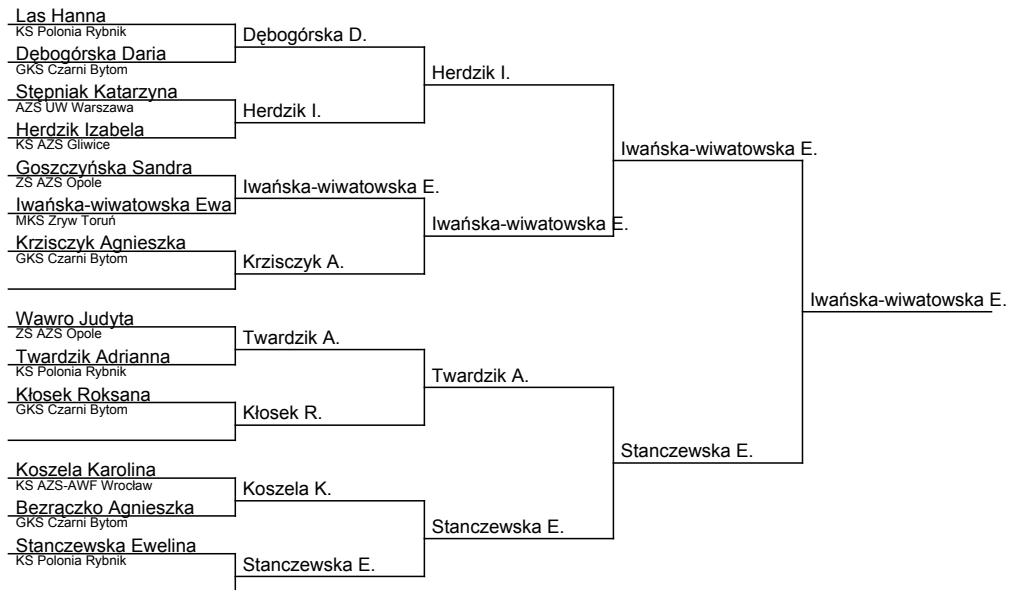 Las Hanna
KS Polonia Rybnik
Dębogórska D.
Dębogórska Daria
GKS Czarni Bytom
Herdzik I.
Stępniak Katarzyna
AZS UW Warszawa
Herdzik I.
Herdzik Izabela
KS AZS Gliwice
Iwańska-wiwatowska E.
Goszczyńska Sandra
ZS AZS Opole
Iwańska-wiwatowska E.
Iwańska-wiwatowska Ewa
MKS Zryw Toruń
Iwańska-wiwatowska E.
Krzisczyk Agnieszka
GKS Czarni Bytom
Krzisczyk A.
Iwańska-wiwatowska E.
Wawro Judyta
ZS AZS Opole
Twardzik A.
Twardzik Adrianna
KS Polonia Rybnik
Twardzik A.
Kłosek Roksana
GKS Czarni Bytom
Kłosek R.
Stanczewska E.
Koszela Karolina
KS AZS-AWF Wrocław
Koszela K.
Bezrączko Agnieszka
GKS Czarni Bytom
Stanczewska E.
Stanczewska Ewelina
KS Polonia Rybnik
Stanczewska E.